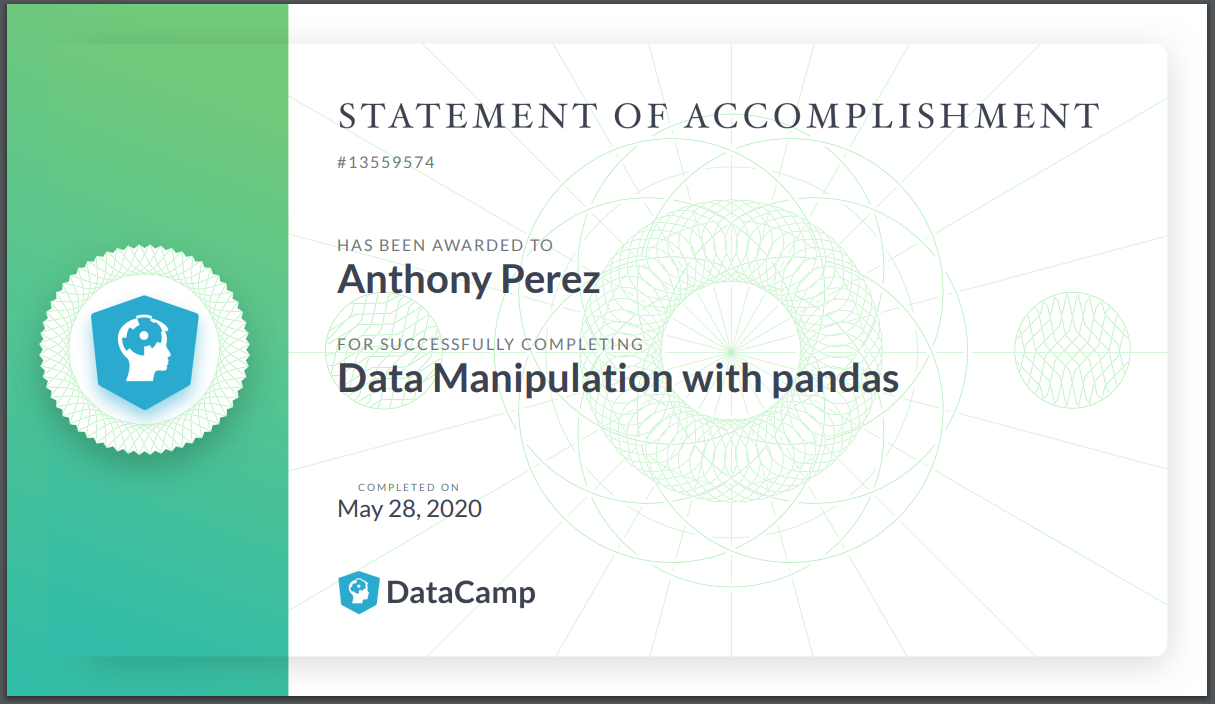 STATEMENT OF ACCOMPLISHMENT
#13559574
HAS BEEN AWARDED TO
Anthony Perez
FOR SUCCESSFULLY COMPLETING
Data Manipulation with pandas
COMPLETED ON
May 28, 2020
DataCamp